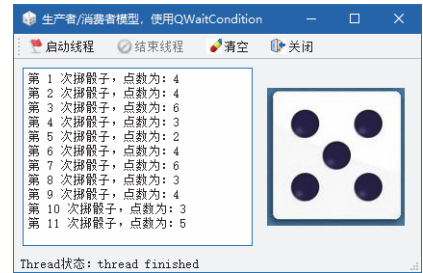 生产者/消费者模型，使用QWaitCondition
启动线程 结束线程 清空 关闭
第 1 次掷骰子，点数为：4
第 2 次掷骰子，点数为：4
第 3 次掷骰子，点数为：6
第 4 次掷骰子，点数为：3
第 5 次掷骰子，点数为：2
第 6 次掷骰子，点数为：4
第 7 次掷骰子，点数为：6
第 8 次掷骰子，点数为：3
第 9 次掷骰子，点数为：4
第 10 次掷骰子，点数为：3
第 11 次掷骰子，点数为：5
Thread状态：thread finished